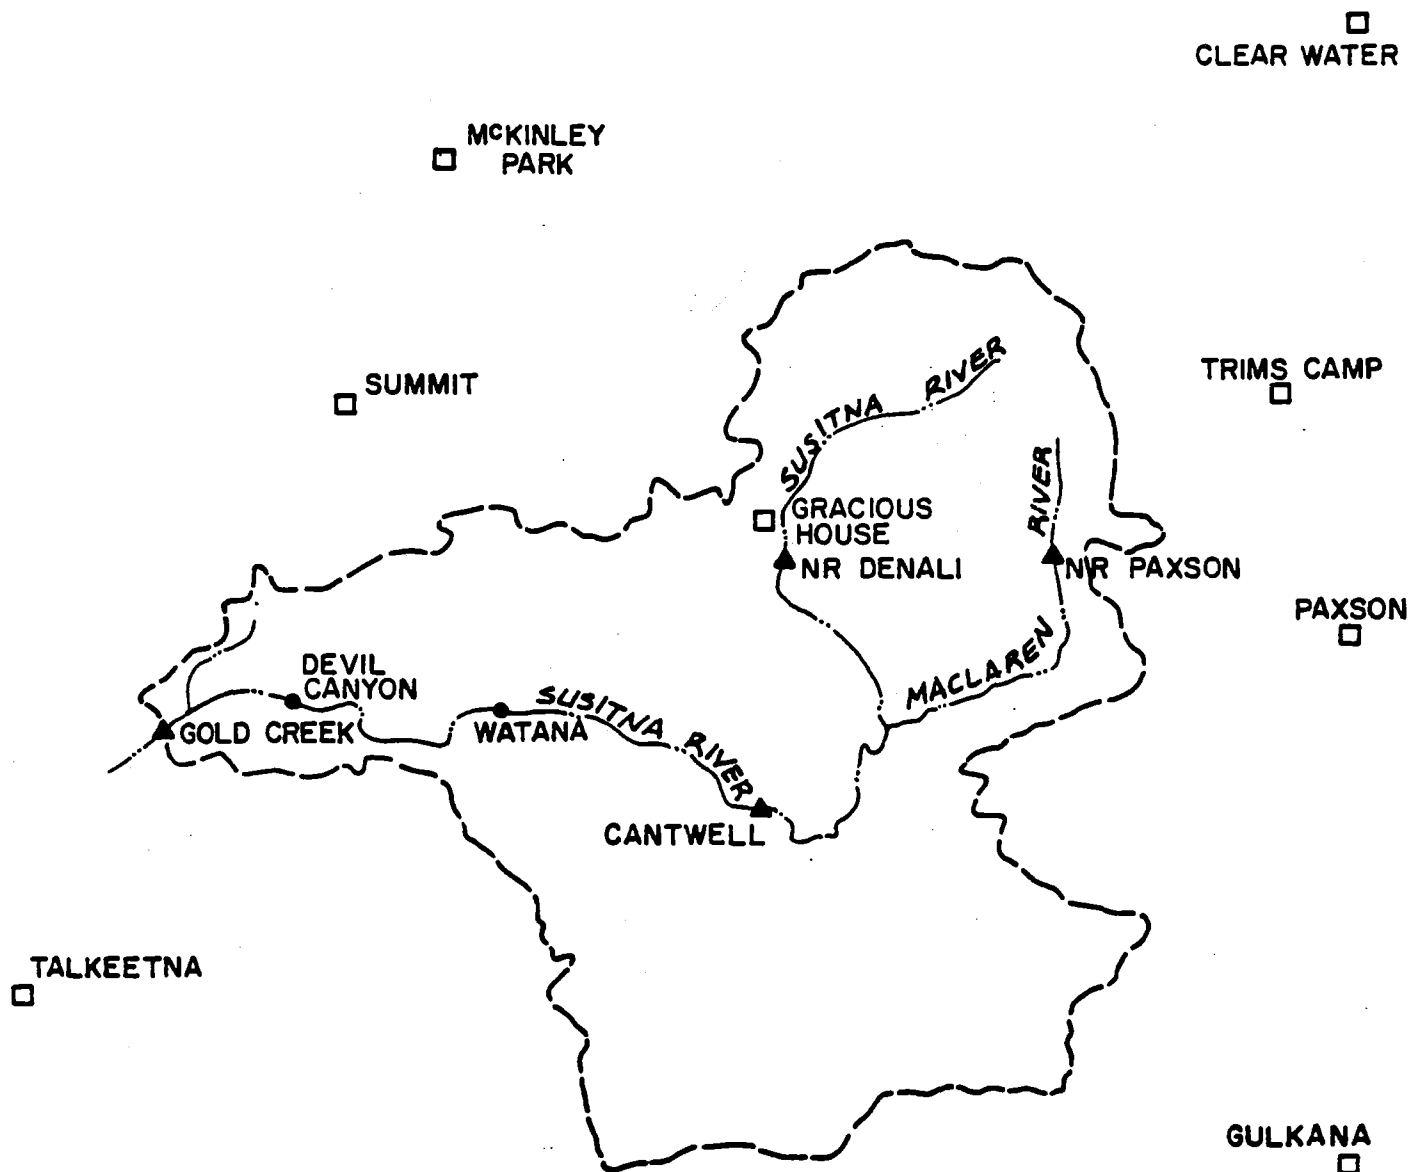 CLEAR WATER
McKINLEY
PARK
SUMMIT
TRIMS CAMP
SUSITNA RIVER
RIVER
GRACIOUS
HOUSE
NR DENALI
NR PAXSON
PAXSON
MACLAREN
DEVIL
CANYON
SUSITNA RIVER
GOLD CREEK
WATANA
CANTWELL
TALKEETNA
GULKANA